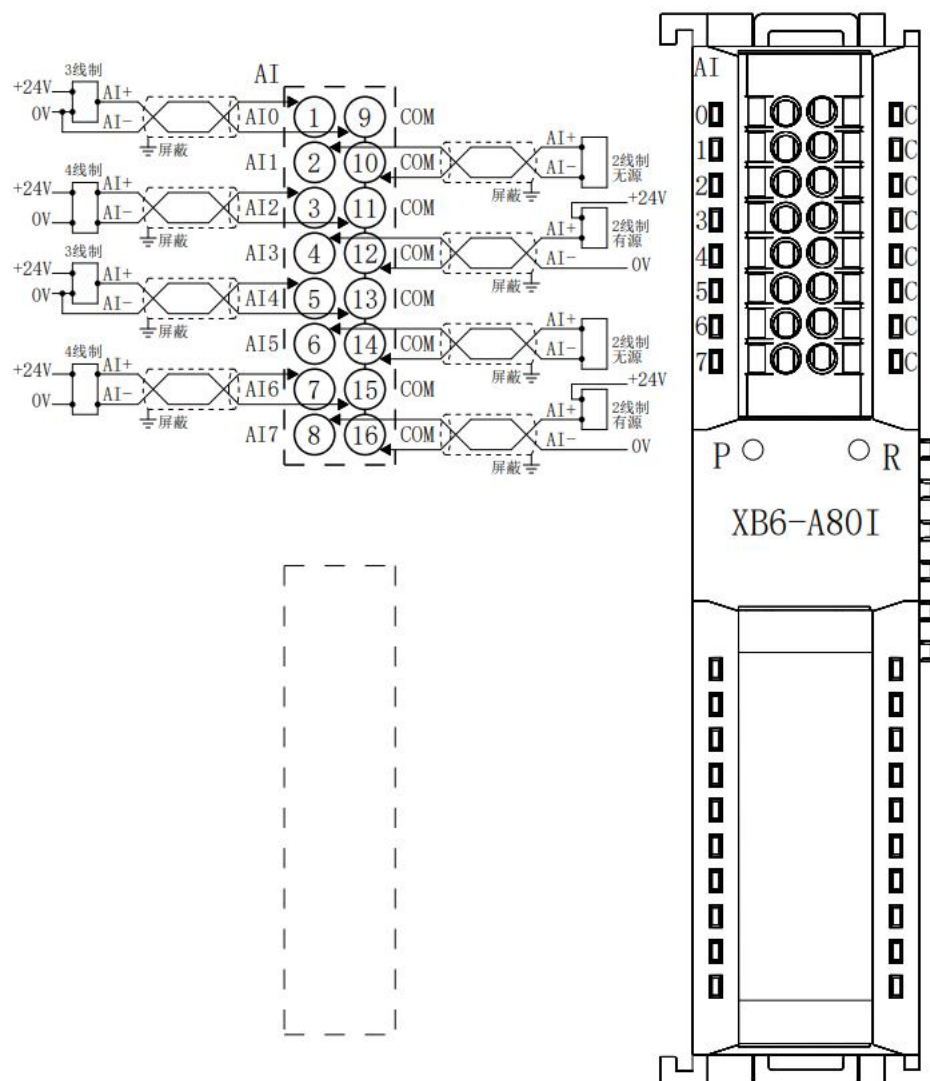 3线制
+24V
0V
AI+
AI-
屏蔽
4线制
+24V
0V
AI+
AI-
屏蔽
3线制
+24V
0V
AI+
AI-
屏蔽
4线制
+24V
0V
AI+
AI-
屏蔽
AI
AI0 1 9 COM
AI1 2 10 COM
AI2 3 11 COM
AI3 4 12 COM
AI4 5 13 COM
AI5 6 14 COM
AI6 7 15 COM
AI7 8 16 COM
AI+
AI-
屏蔽
2线制
无源
+24V
AI+
AI-
屏蔽
2线制
有源
0V
AI+
AI-
屏蔽
2线制
无源
+24V
AI+
AI-
屏蔽
2线制
有源
0V
AI
0 C
1 C
2 C
3 C
4 C
5 C
6 C
7 C
P R
XB6-A80I